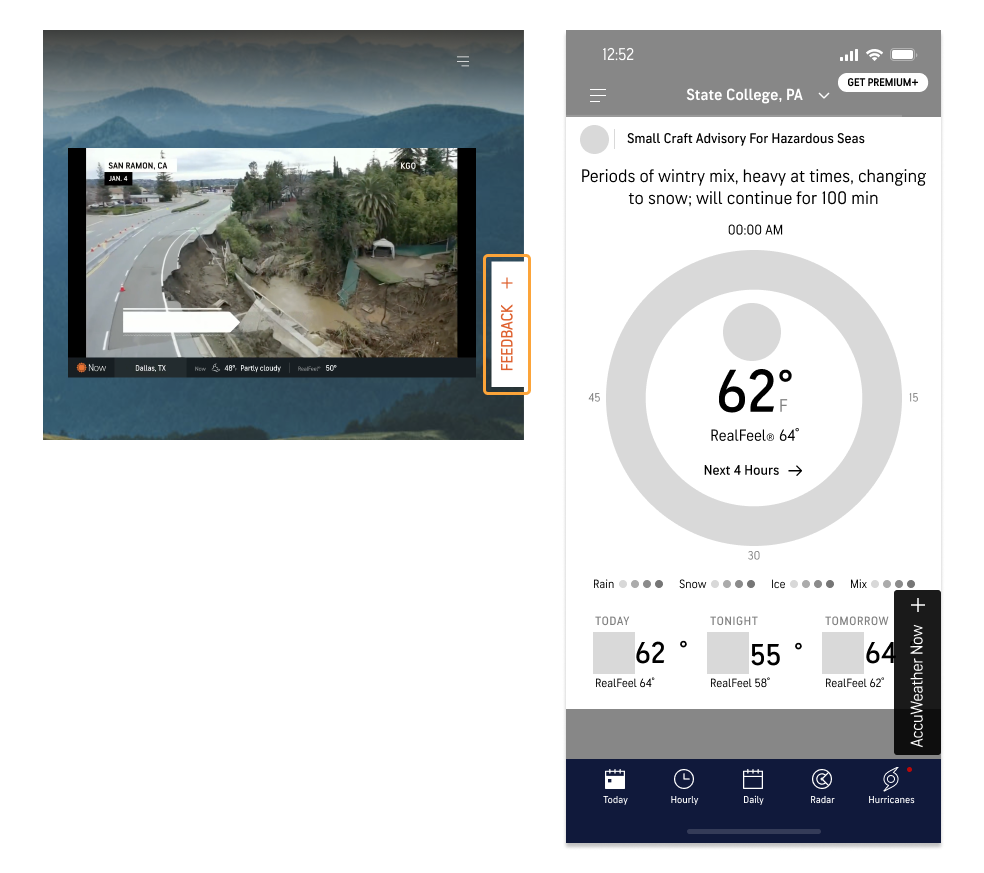 SAN RAMON, CA
KGO
JAN. 4
+
FEEDBACK
Now
Dallas, TX
Now
48° Partly cloudy
RealFeel® 50°
12:52
GET PREMIUM+
State College, PA
Small Craft Advisory For Hazardous Seas
Periods of wintry mix, heavy at times, changing
to snow; will continue for 100 min
00:00 AM
62°
F
45
15
RealFeel® 64°
Next 4 Hours →
30
Rain
Snow
Ice
Mix
TODAY
TONIGHT
TOMORROW
62 °
55 °
64
RealFeel 64°
RealFeel 58°
RealFeel 62°
+
AccuWeather Now
Today
Hourly
Daily
Radar
Hurricanes